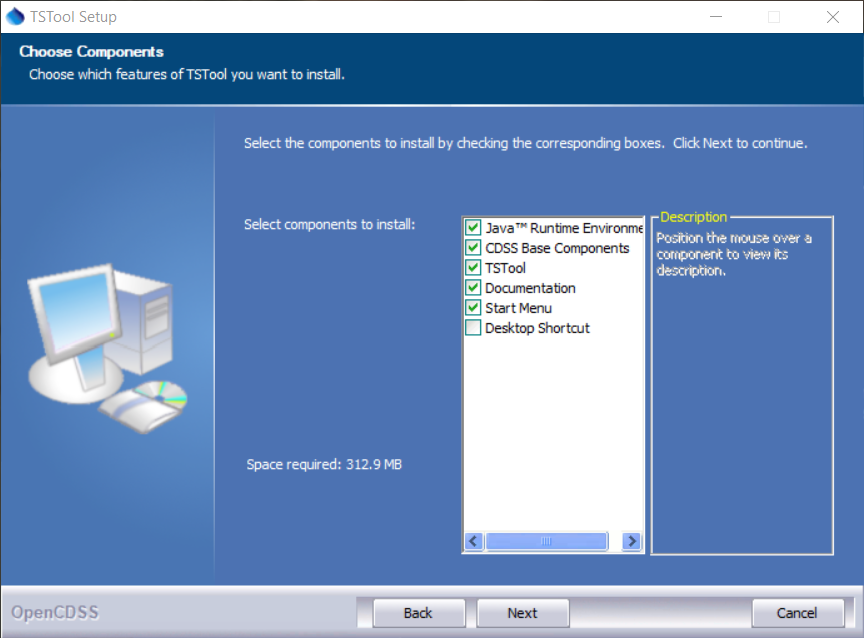 TSTool Setup
Choose Components
Choose which features of TSTool you want to install.
Select the components to install by checking the corresponding boxes. Click Next to continue.
Select components to install:
Java™ Runtime Environme
CDSS Base Components
TSTool
Documentation
Start Menu
Desktop Shortcut
Description
Position the mouse over a
component to view its
description.
Space required: 312.9 MB
OpenCDSS
Back
Next
Cancel